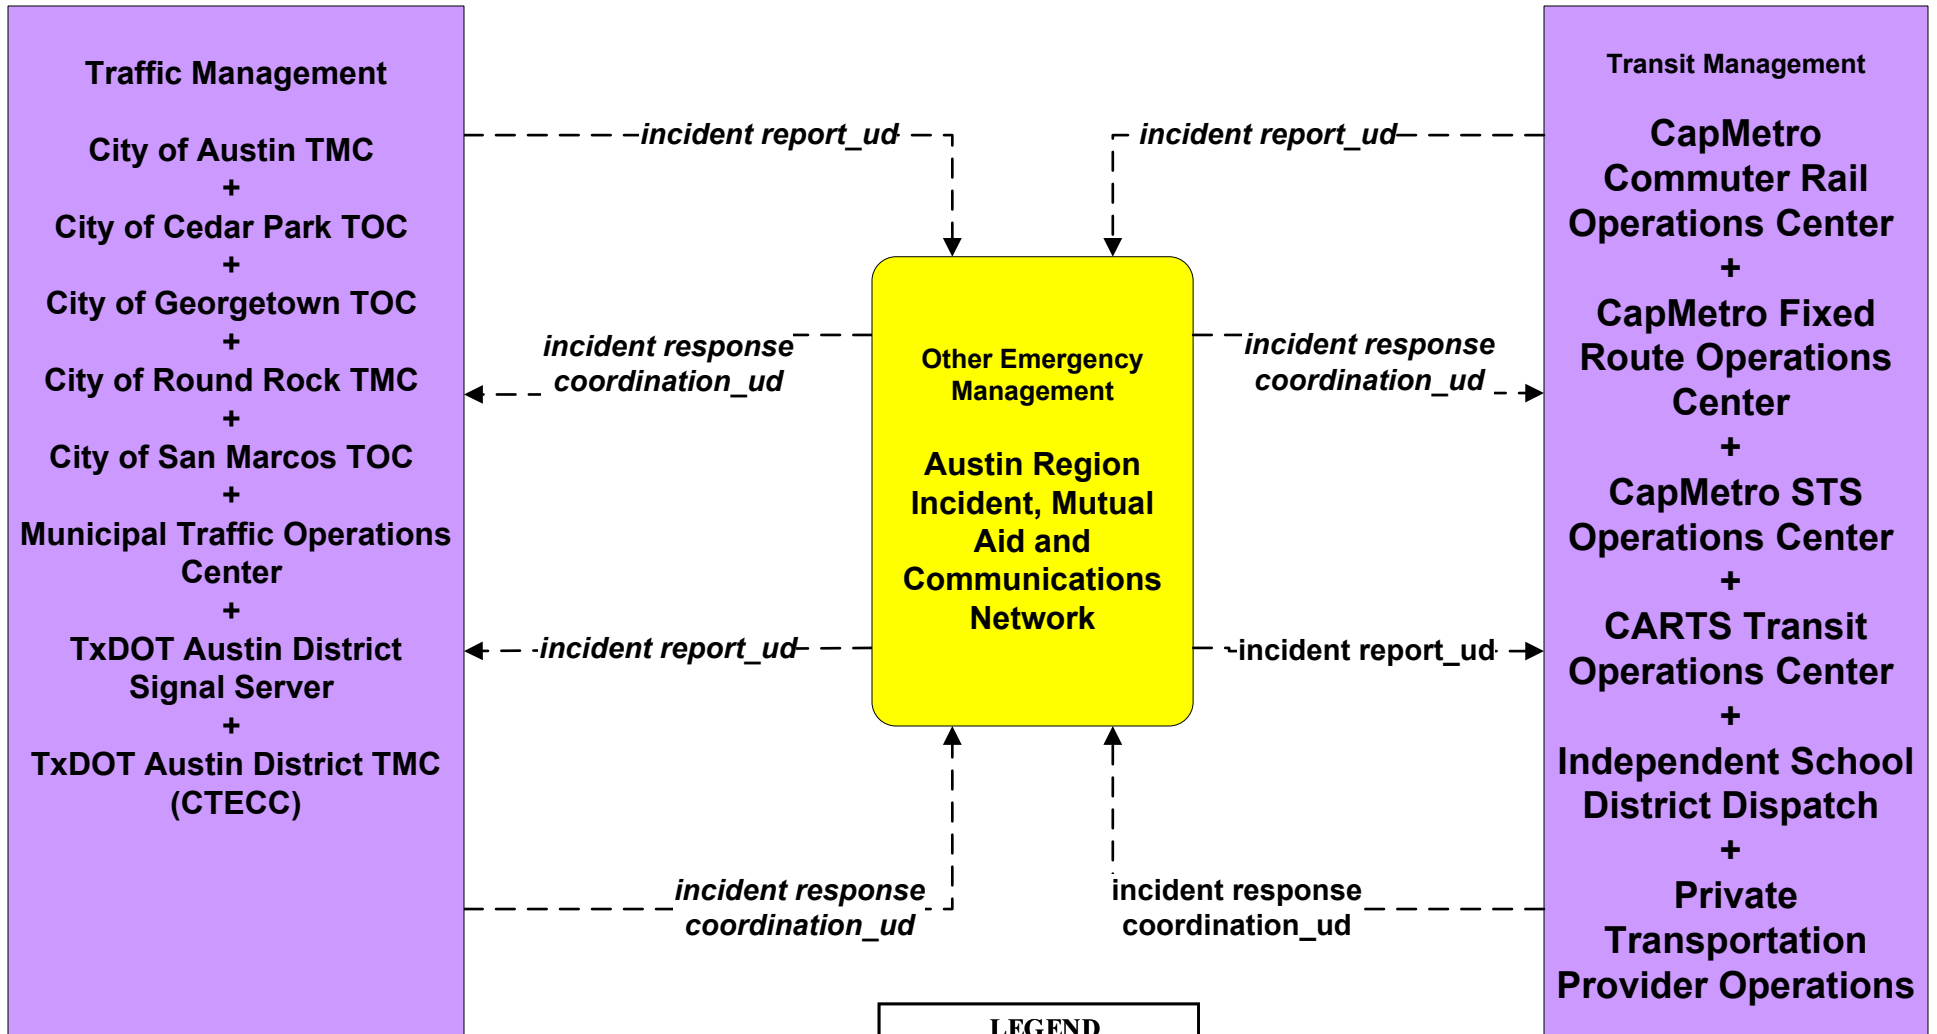 Traffic Management
City of Austin TMC
+
City of Cedar Park TOC
+
City of Georgetown TOC
+
City of Round Rock TMC
+
City of San Marcos TOC
+
Municipal Traffic Operations
Center
+
TxDOT Austin District
Signal Server
+
TxDOT Austin District TMC
(CTECC)
incident report_ud
incident response
coordination_ud
incident report_ud
incident response
coordination_ud
Other Emergency
Management
Austin Region
Incident, Mutual
Aid and
Communications
Network
incident report_ud
incident response
coordination_ud
incident report_ud
incident response
coordination_ud
Transit Management
CapMetro
Commuter Rail
Operations Center
+
CapMetro Fixed
Route Operations
Center
+
CapMetro STS
Operations Center
+
CARTS Transit
Operations Center
+
Independent School
District Dispatch
+
Private
Transportation
Provider Operations
LEGEND